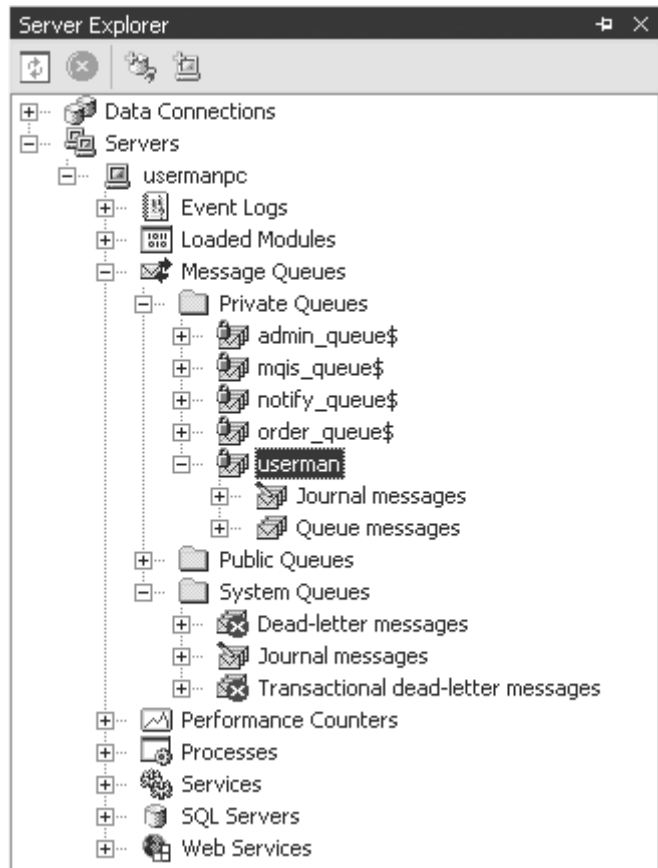 Server Explorer
Data Connections
Servers
usermanpc
Event Logs
Loaded Modules
Message Queues
Private Queues
admin_queue$
mqis_queue$
notify_queue$
order_queue$
userman
Journal messages
Queue messages
Public Queues
System Queues
Dead-letter messages
Journal messages
Transactional dead-letter messages
Performance Counters
Processes
Services
SQL Servers
Web Services